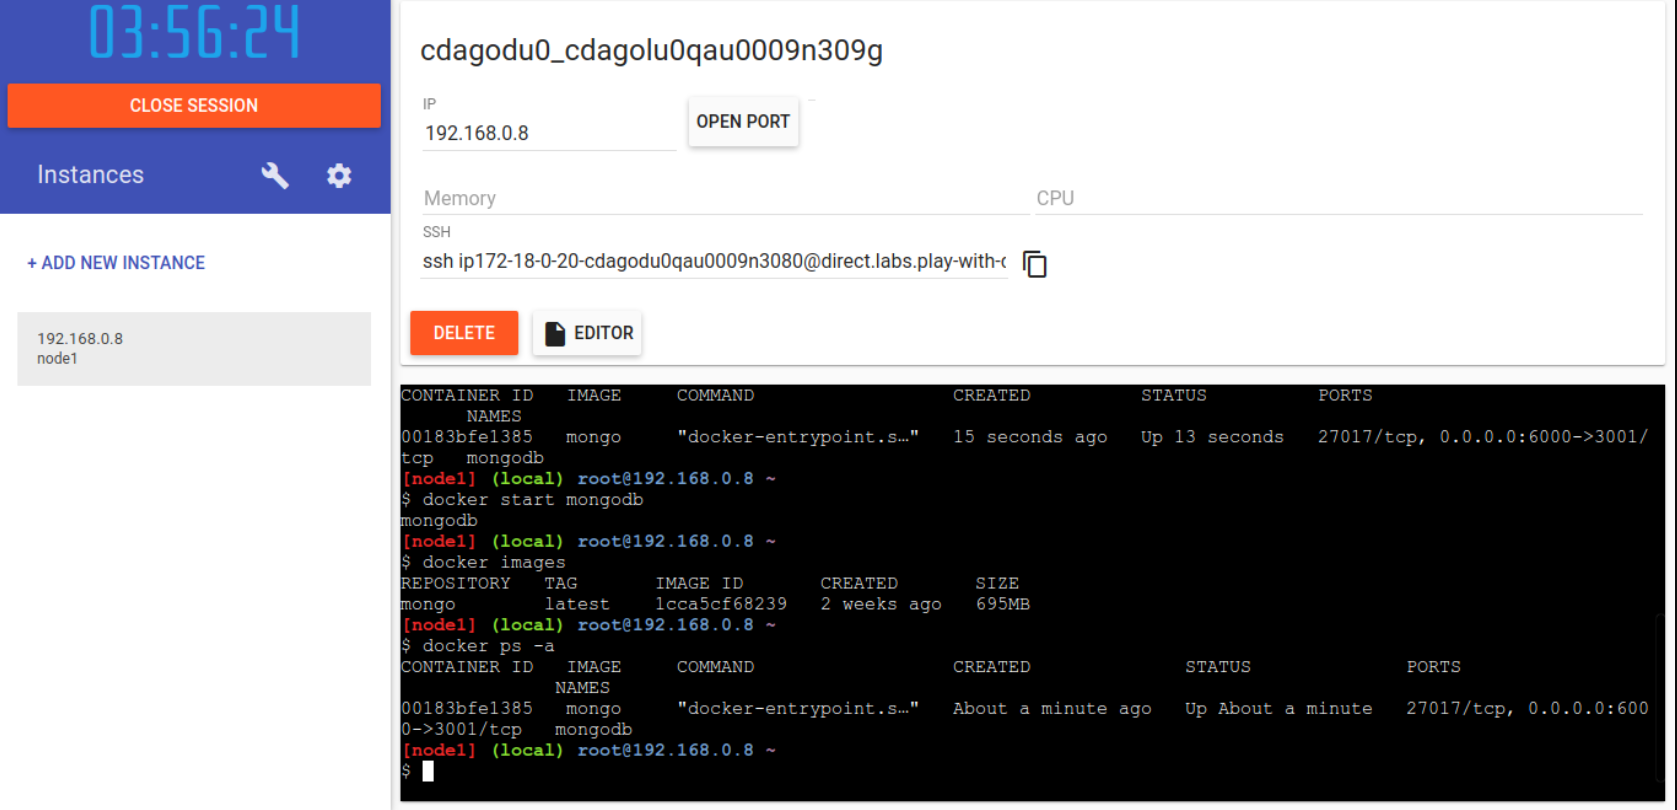 03:56:24
CLOSE SESSION
Instances
+ ADD NEW INSTANCE
192.168.0.8
node1
cdagodu0_cdagolu0qau0009n309g
IP
192.168.0.8
OPEN PORT
Memory
CPU
SSH
ssh ip172-18-0-20-cdagodu0qau0009n3080@direct.labs.play-with-
DELETE
EDITOR
CONTAINER ID IMAGE COMMAND CREATED STATUS PORTS
NAMES
00183bfe1385 mongo "docker-entrypoint.s…" 15 seconds ago Up 13 seconds 27017/tcp, 0.0.0.0:6000->3001/
tcp mongodb
[node1] (local) root@192.168.0.8 ~
$ docker start mongodb
mongodb
[node1] (local) root@192.168.0.8 ~
$ docker images
REPOSITORY TAG IMAGE ID CREATED SIZE
mongo latest 1cca5cf68239 2 weeks ago 695MB
[node1] (local) root@192.168.0.8 ~
$ docker ps -a
CONTAINER ID IMAGE COMMAND CREATED STATUS PORTS
NAMES
00183bfe1385 mongo "docker-entrypoint.s…" About a minute ago Up About a minute 27017/tcp, 0.0.0.0:600
0->3001/tcp mongodb
[node1] (local) root@192.168.0.8 ~
$